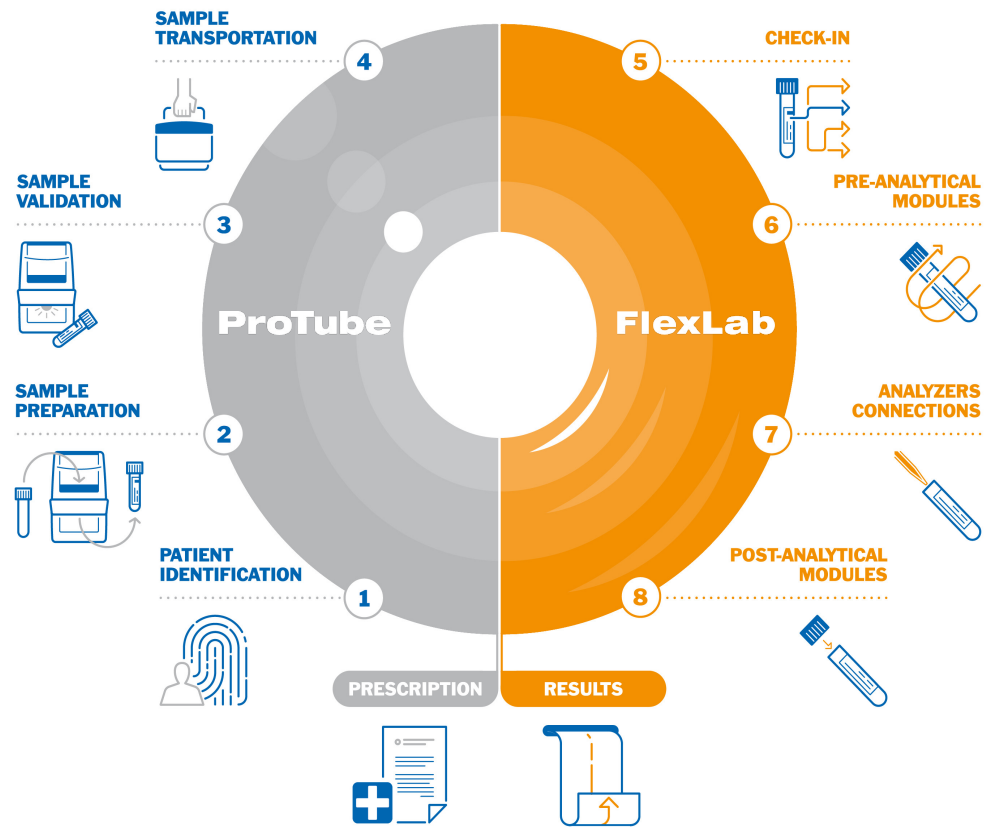 SAMPLE
TRANSPORTATION
4
5
CHECK-IN
SAMPLE
VALIDATION
3
6
PRE-ANALYTICAL
MODULES
ProTube
FlexLab
SAMPLE
PREPARATION
2
7
ANALYZERS
CONNECTIONS
PATIENT
IDENTIFICATION
1
8
POST-ANALYTICAL
MODULES
PRESCRIPTION
RESULTS